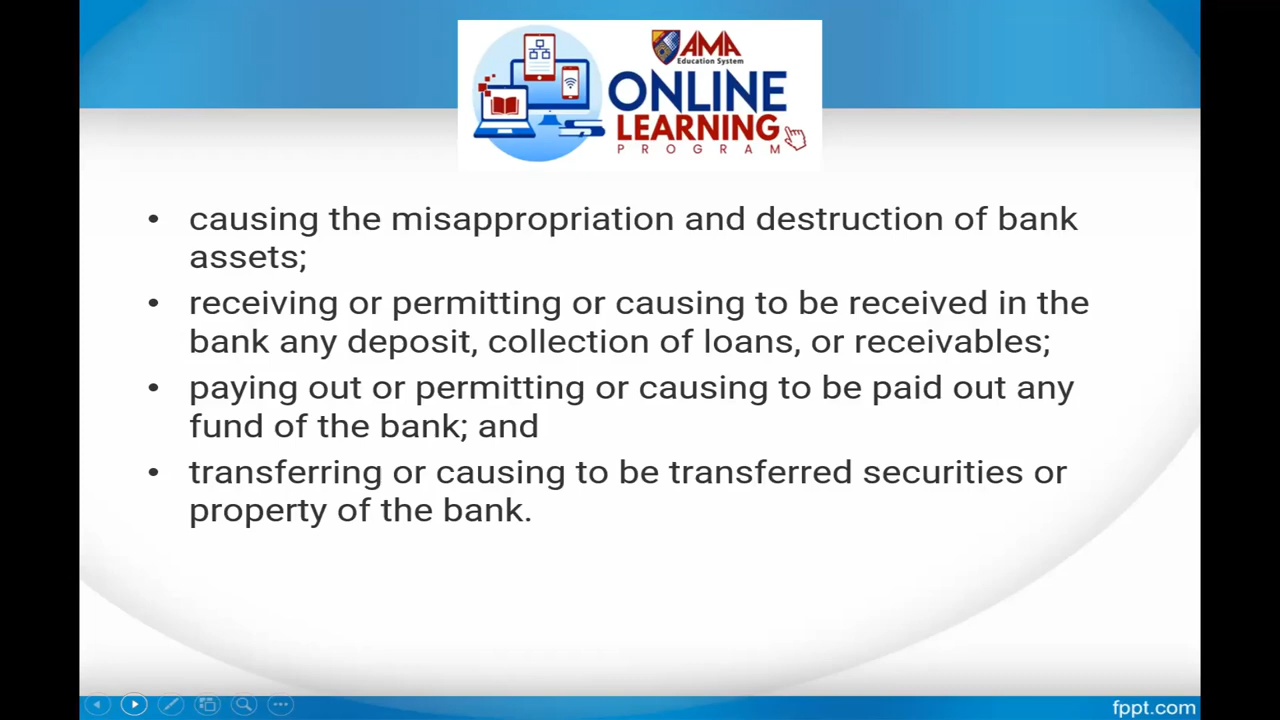 AMA
Education System
ONLINE
LEARNING
PROGRAM
• causing the misappropriation and destruction of bank
assets;
• receiving or permitting or causing to be received in the
bank any deposit, collection of loans, or receivables;
• paying out or permitting or causing to be paid out any
fund of the bank; and
• transferring or causing to be transferred securities or
property of the bank.
fppt.com